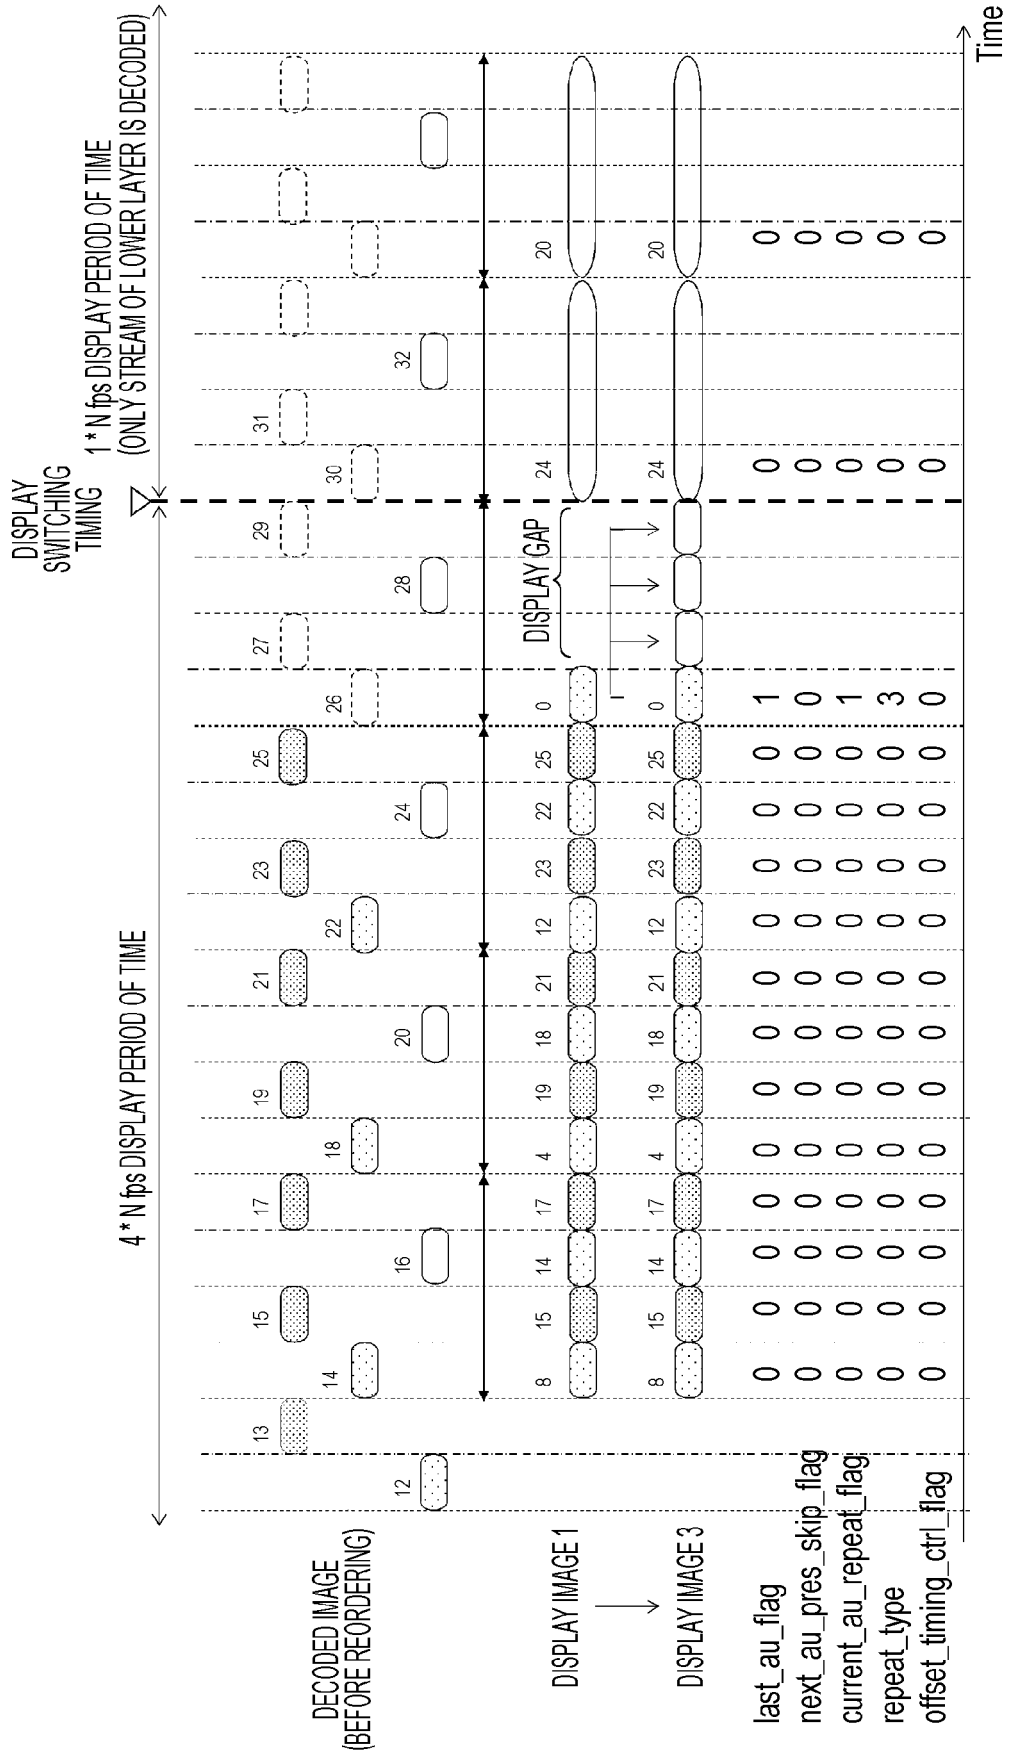 DISPLAY
SWITCHING
TIMING
4 * N fps DISPLAY PERIOD OF TIME
1 * N fps DISPLAY PERIOD OF TIME
(ONLY STREAM OF LOWER LAYER IS DECODED)
DECODED IMAGE
(BEFORE REORDERING)
13 15 17 19 21 23 25 27 29 31
14 18 22 26 30
12 16 20 24 28 32
DISPLAY GAP
DISPLAY IMAGE 1
8 15 14 17 4 19 18 21 12 23 22 25 0 24 20
DISPLAY IMAGE 3
8 15 14 17 4 19 18 21 12 23 22 25 0 24 20
last_au_flag 0 0 0 0 0 0 0 0 0 0 0 0 1 0 0
next_au_pres_skip_flag 0 0 0 0 0 0 0 0 0 0 0 0 0 0 0
current_au_repeat_flag 0 0 0 0 0 0 0 0 0 0 0 0 1 0 0
repeat_type 0 0 0 0 0 0 0 0 0 0 0 0 3 0 0
offset_timing_ctrl_flag 0 0 0 0 0 0 0 0 0 0 0 0 0 0 0
Time